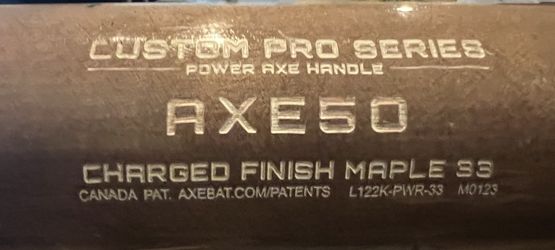 CUSTOM PRO SERIES
POWER AXE HANDLE
AXE50
CHARGED FINISH MAPLE 33
CANADA PAT. AXEBAT.COM/PATENTS L122K-PWR-33 M0123